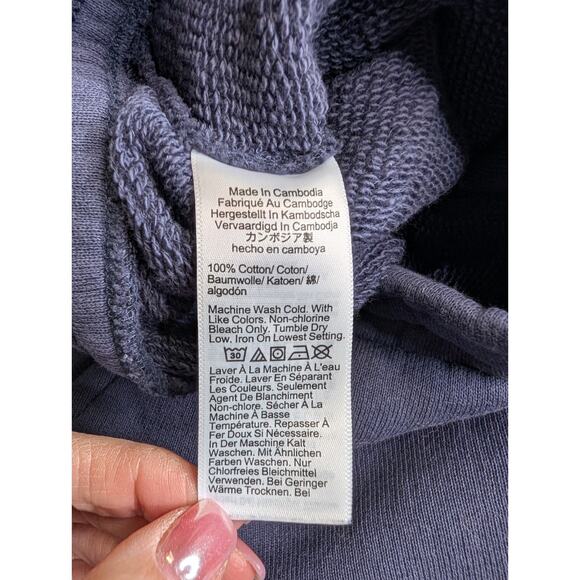 Made In Cambodia
Fabriqué Au Cambodge
Hergestellt In Kambodscha
Vervaardigd In Cambodja
カンボジア製
hecho en camboya
100% Cotton/ Coton/
Baumwolle/ Katoen/ 綿/
algodón
Machine Wash Cold. With
Like Colors. Non-chlorine
Bleach Only. Tumble Dry
Low. Iron On Lowest Setting.
30
Laver À La Machine À L'eau
Froide. Laver En Séparant
Les Couleurs. Seulement
Agent De Blanchiment
Non-chlore. Sécher À La
Machine À Basse
Température. Repasser À
Fer Doux Si Nécessaire.
In Der Maschine Kalt
Waschen. Mit Ähnlichen
Farben Waschen. Nur
Chlorfreies Bleichmittel
Verwenden. Bei Geringer
Wärme Trocknen. Bei